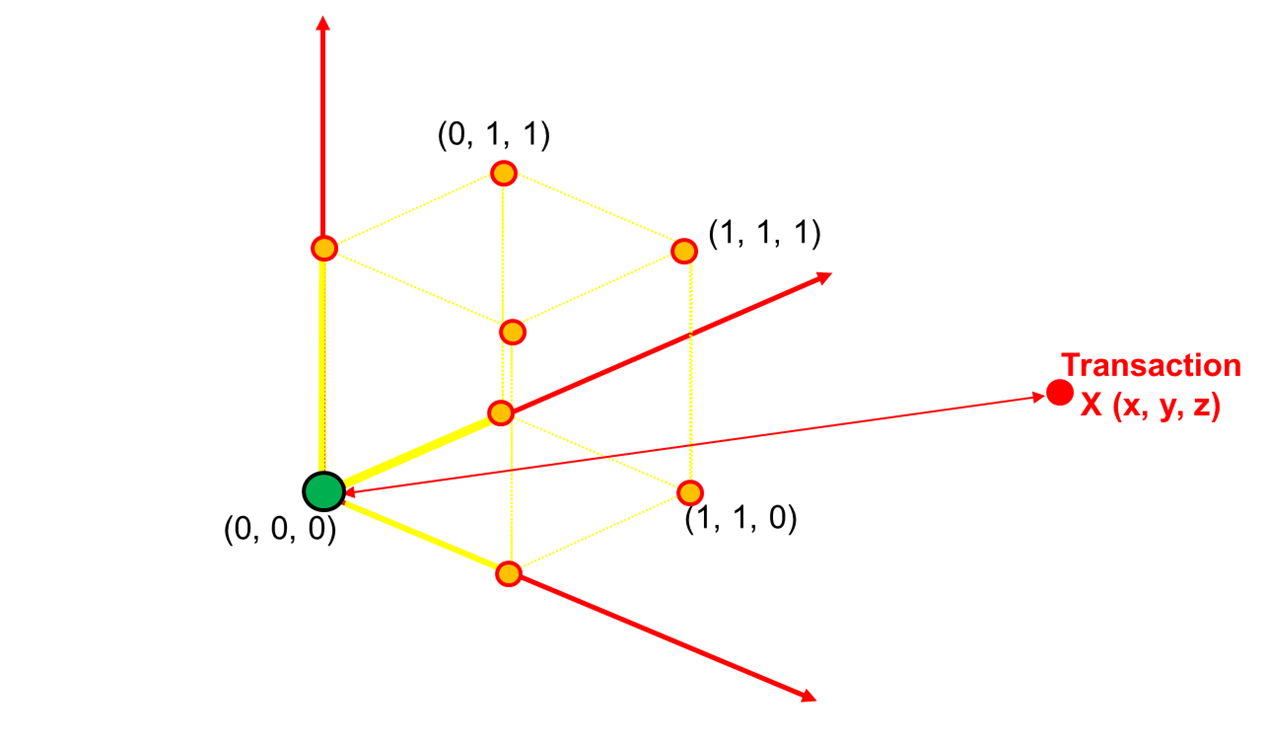 (0, 1, 1)
(1, 1, 1)
Transaction
X (x, y, z)
(1, 1, 0)
(0, 0, 0)